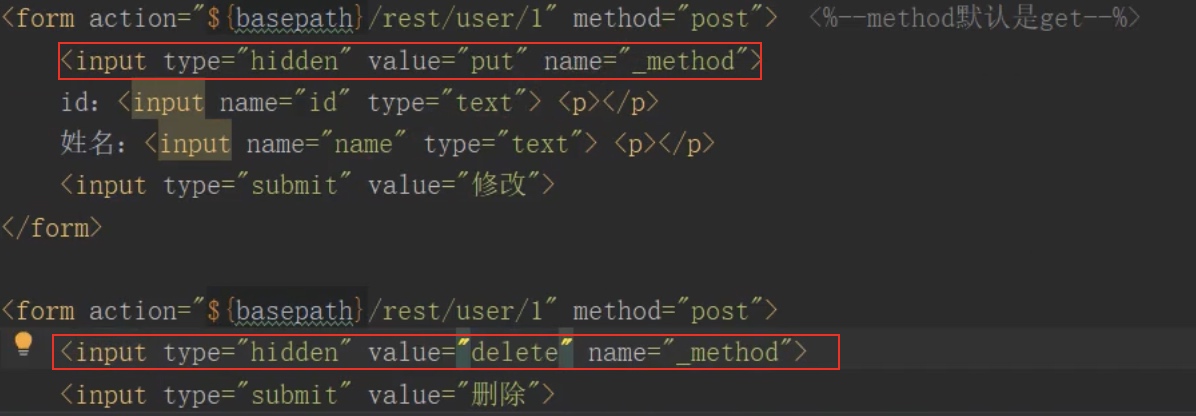 <form action="${basepath}/rest/user/1" method="post">  <%--method默认是get--%>
<input type="hidden" value="put" name="_method">
id：<input name="id" type="text"> <p></p>
姓名：<input name="name" type="text"> <p></p>
<input type="submit" value="修改">
</form>
<form action="${basepath}/rest/user/1" method="post">
<input type="hidden" value="delete" name="_method">
<input type="submit" value="删除">